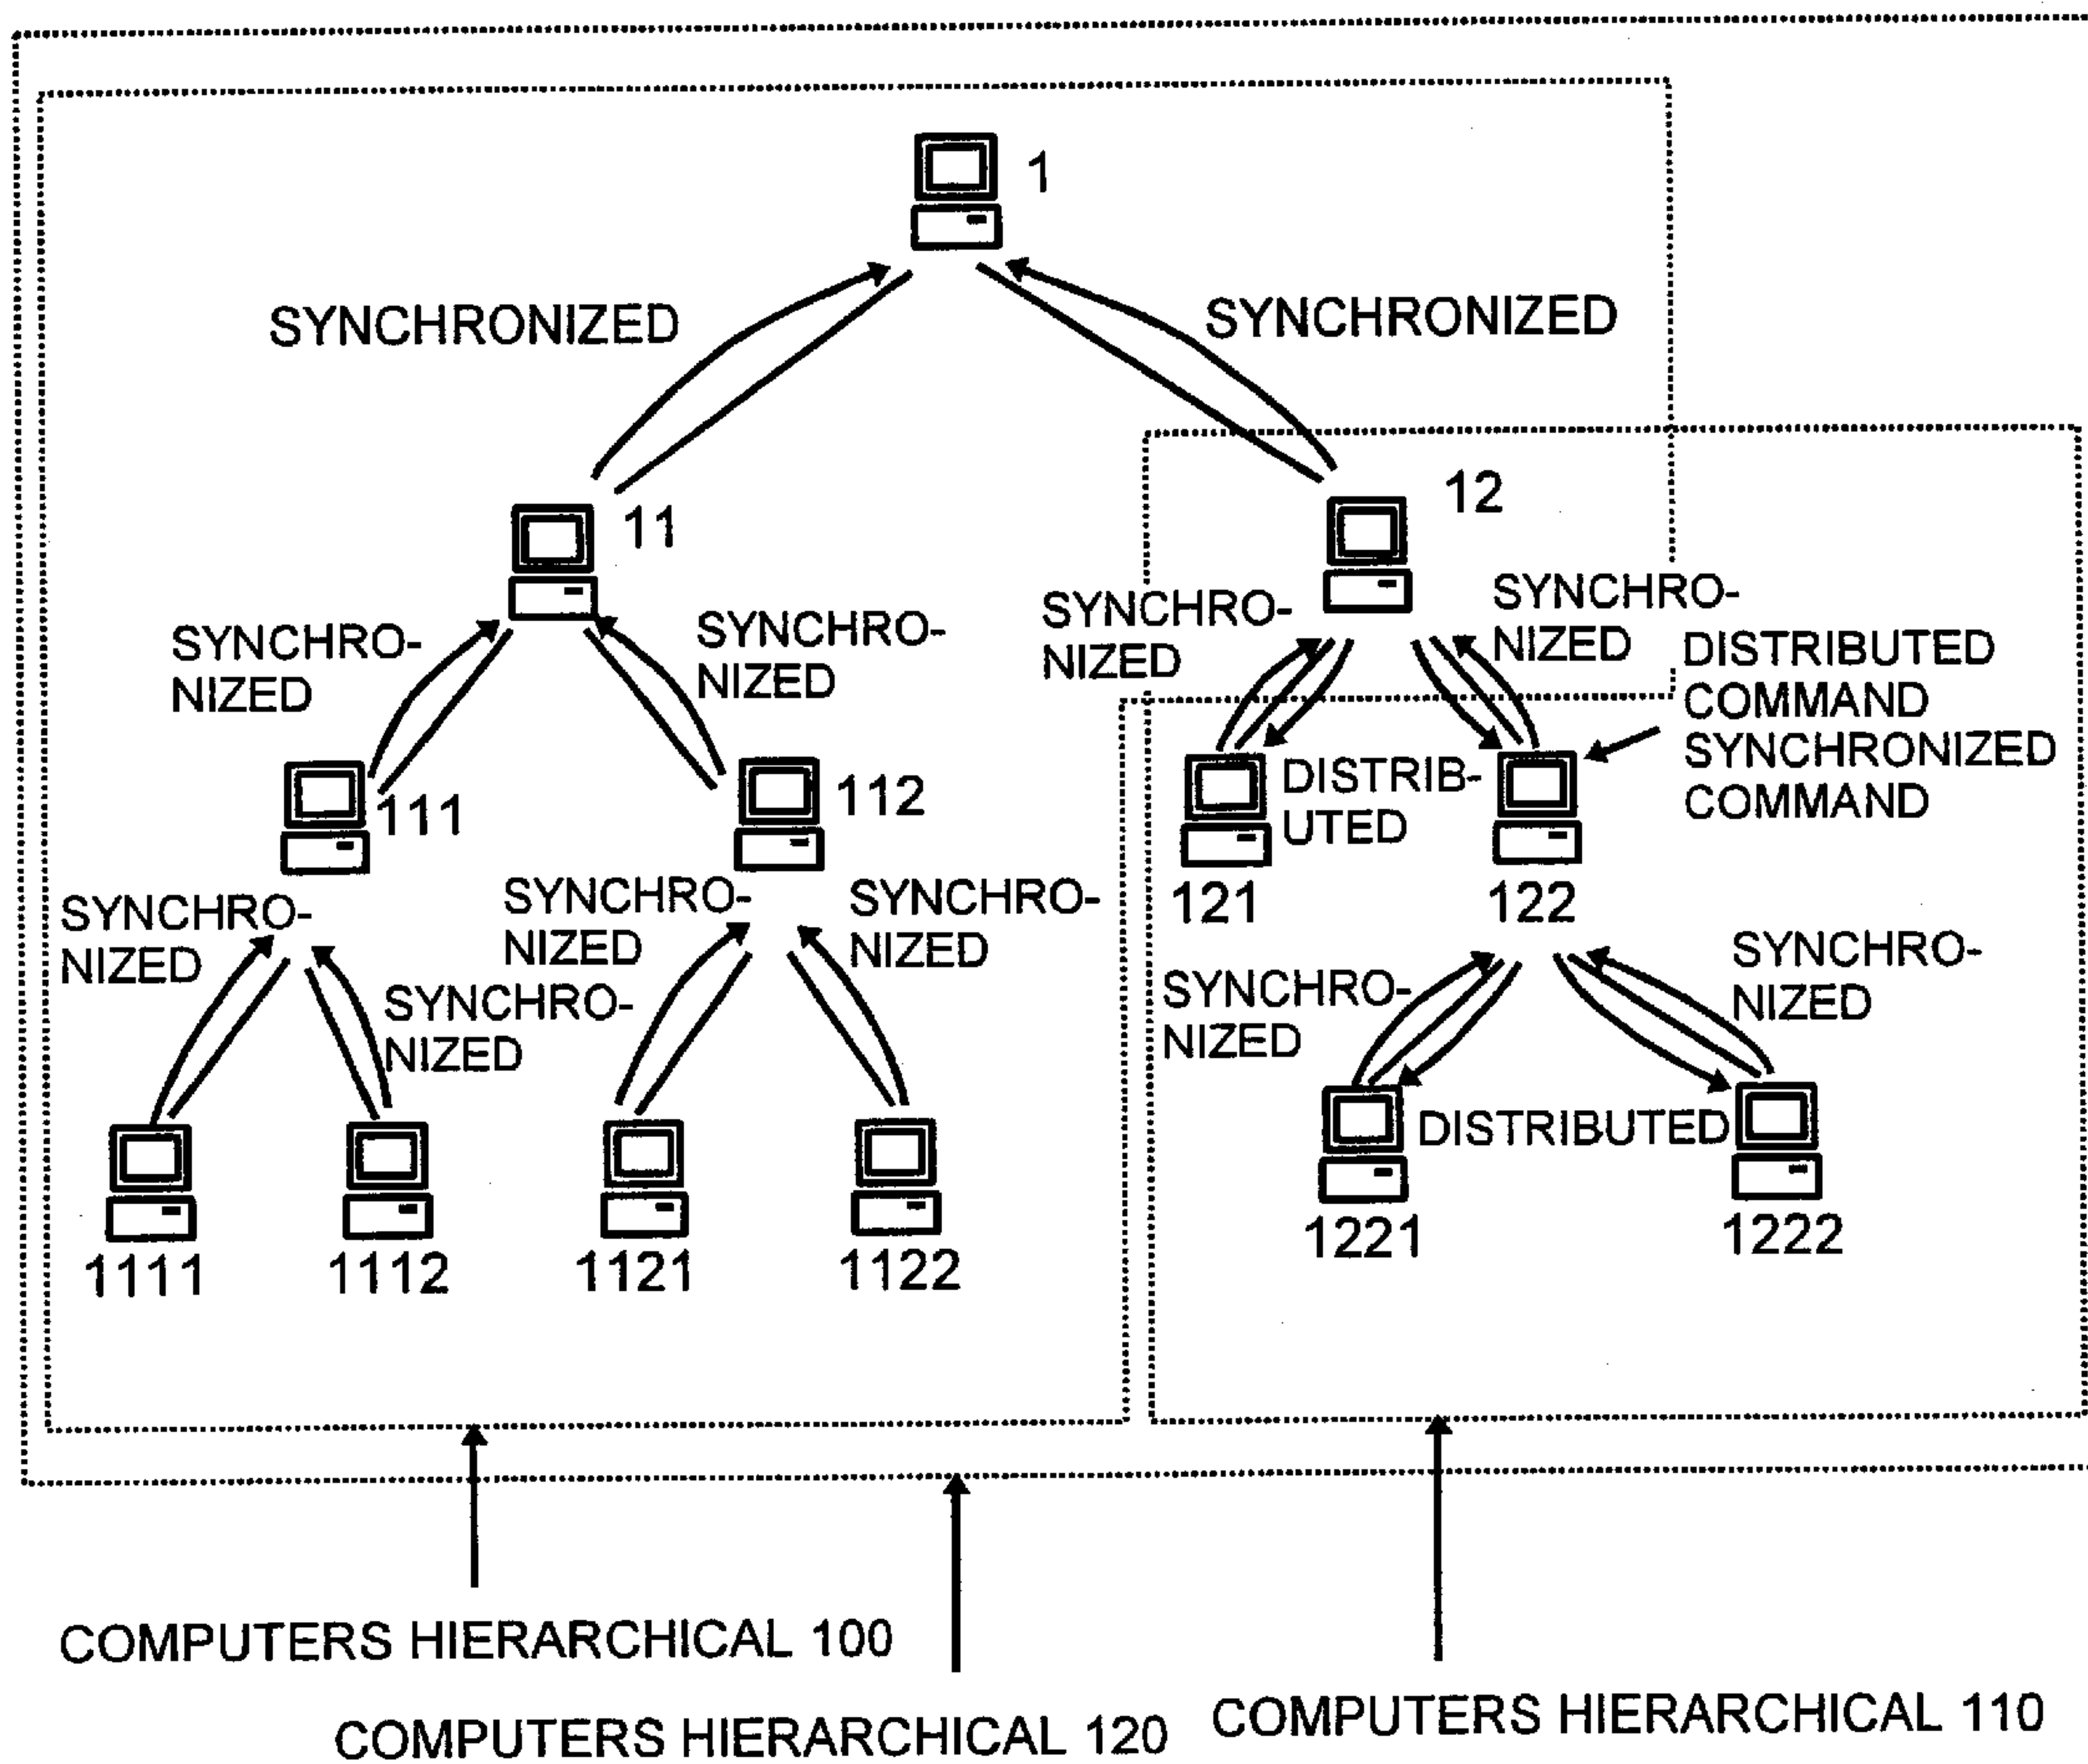 1
SYNCHRONIZED
SYNCHRONIZED
11
12
SYNCHRO-
NIZED
SYNCHRO-
NIZED
SYNCHRO-
NIZED
SYNCHRO-
NIZED
DISTRIBUTED
COMMAND
SYNCHRONIZED
COMMAND
111
112
DISTRIB-
UTED
121
122
SYNCHRO-
NIZED
SYNCHRO-
NIZED
SYNCHRO-
NIZED
SYNCHRO-
NIZED
SYNCHRO-
NIZED
SYNCHRO-
NIZED
DISTRIBUTED
1111
1112
1121
1122
1221
1222
COMPUTERS HIERARCHICAL 100
COMPUTERS HIERARCHICAL 120
COMPUTERS HIERARCHICAL 110